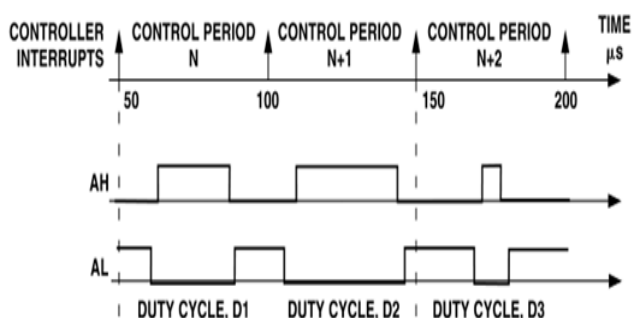 CONTROLLER INTERRUPTS
CONTROL PERIOD N
CONTROL PERIOD N+1
CONTROL PERIOD N+2
TIME µs
50 100 150 200
AH
AL
DUTY CYCLE, D1 DUTY CYCLE, D2 DUTY CYCLE, D3